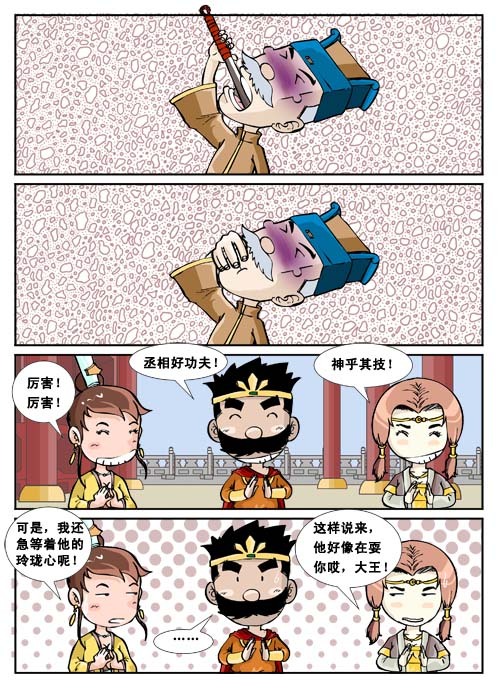 厉害！
厉害！
丞相好功夫！
神乎其技！
可是，我还
急等着他的
玲珑心呢！
……
这样说来，
他好像在耍
你哎，大王！